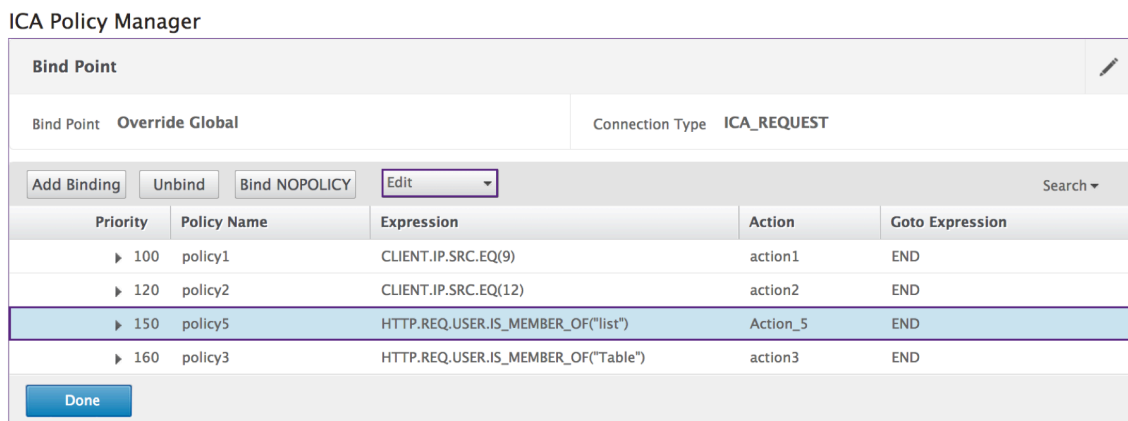 ICA Policy Manager
Bind Point
Bind Point Override Global Connection Type ICA_REQUEST
Add Binding Unbind Bind NOPOLICY Edit Search
Priority Policy Name Expression Action Goto Expression
100 policy1 CLIENT.IP.SRC.EQ(9) action1 END
120 policy2 CLIENT.IP.SRC.EQ(12) action2 END
150 policy5 HTTP.REQ.USER.IS_MEMBER_OF("list") Action_5 END
160 policy3 HTTP.REQ.USER.IS_MEMBER_OF("Table") action3 END
Done